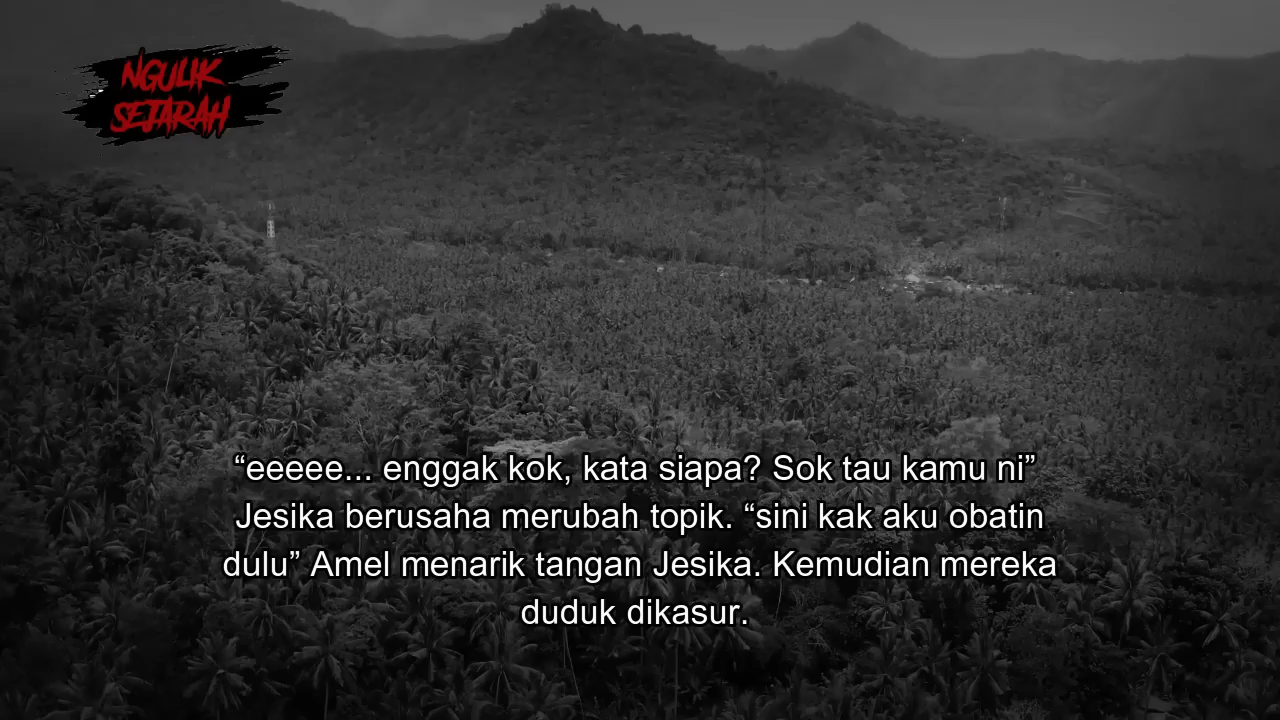 NGULIK
SEJARAH
“eeeee... enggak kok, kata siapa? Sok tau kamu ni”
Jesika berusaha merubah topik. “sini kak aku obatin
dulu” Amel menarik tangan Jesika. Kemudian mereka
duduk dikasur.